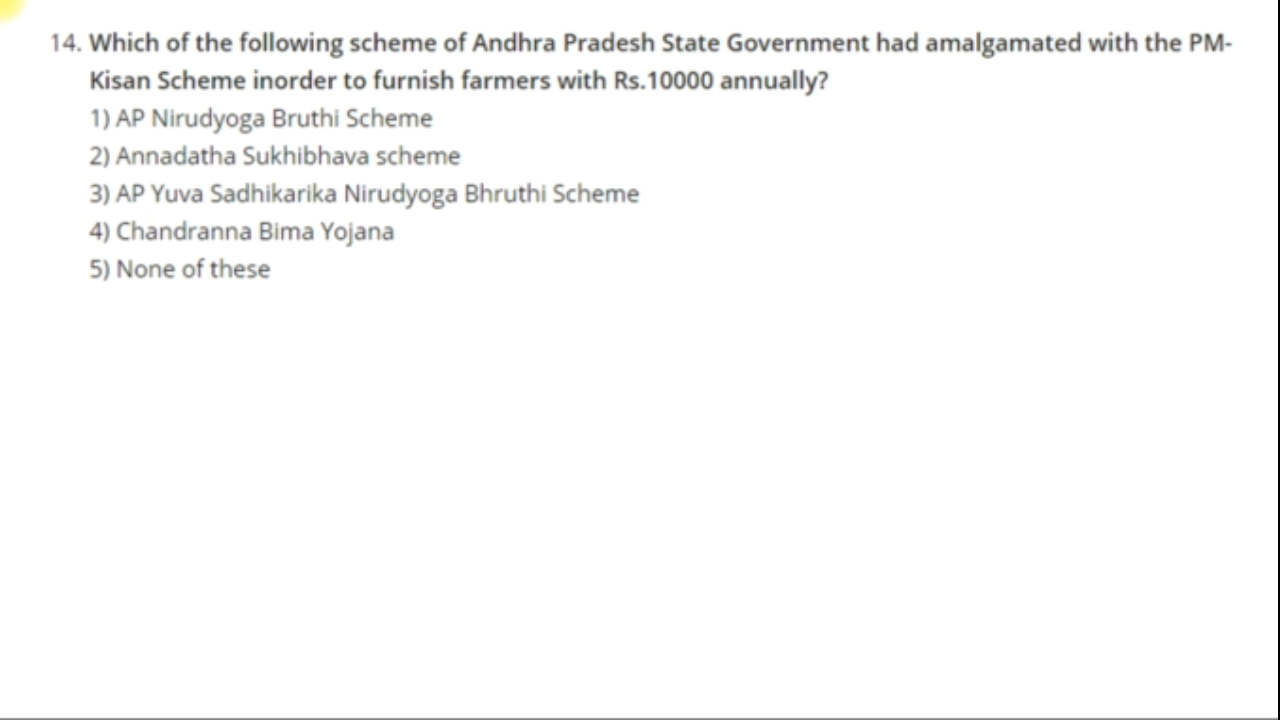 14. Which of the following scheme of Andhra Pradesh State Government had amalgamated with the PM-
Kisan Scheme inorder to furnish farmers with Rs.10000 annually?
1) AP Nirudyoga Bruthi Scheme
2) Annadatha Sukhibhava scheme
3) AP Yuva Sadhikarika Nirudyoga Bhruthi Scheme
4) Chandranna Bima Yojana
5) None of these